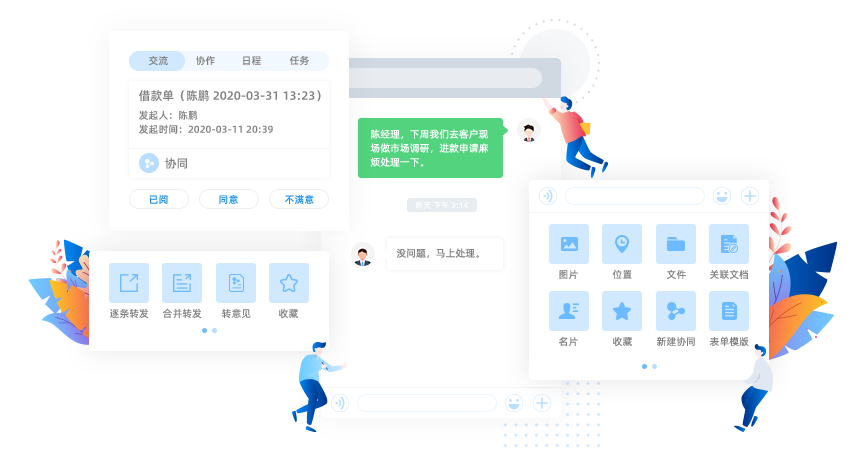 交流 协作 日程 任务
借款单（陈鹏 2020-03-31 13:23）
发起人：陈鹏
发起时间：2020-03-11 20:39
协同
已阅 同意 不满意
陈经理，下周我们去客户现
场做市场调研，进款申请麻
烦处理一下。
昨天 下午 3:14
没问题，马上处理。
逐条转发 合并转发 转意见 收藏
图片 位置 文件 关联文档
名片 收藏 新建协同 表单模版